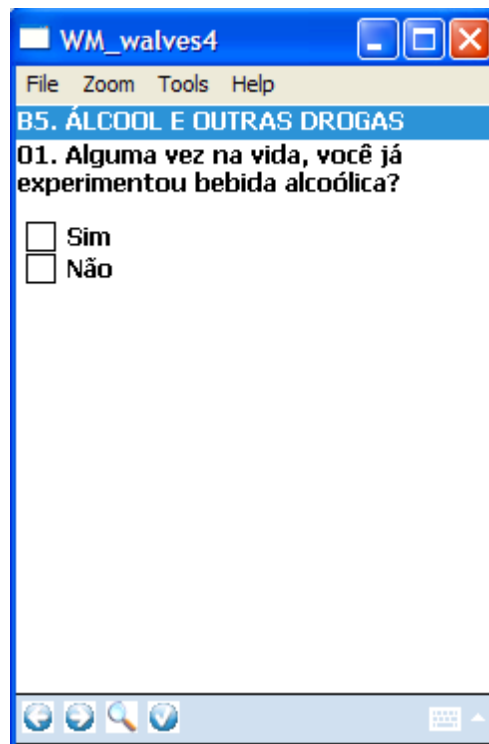 WM_walves4
File Zoom Tools Help
B5. ÁLCOOL E OUTRAS DROGAS
01. Alguma vez na vida, você já
experimentou bebida alcoólica?
Sim
Não